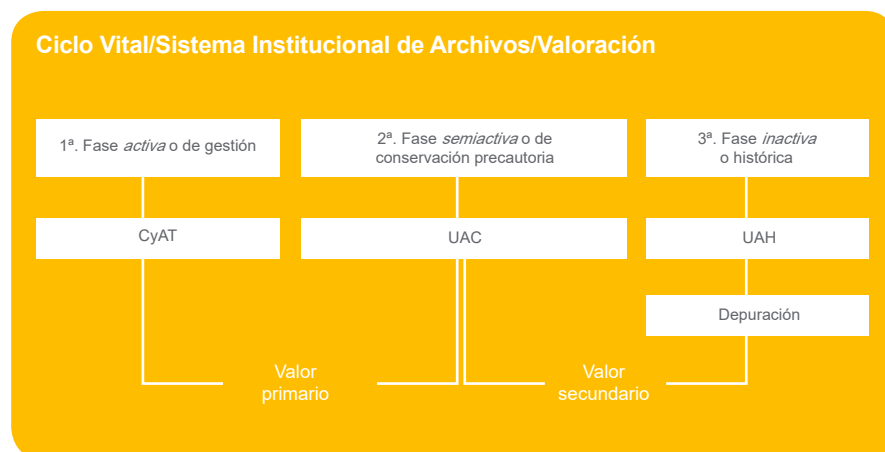 Ciclo Vital/Sistema Institucional de Archivos/Valoración
1ª. Fase activa o de gestión
2ª. Fase semiactiva o de
conservación precautoria
3ª. Fase inactiva
o histórica
CyAT
UAC
UAH
Depuración
Valor
primario
Valor
secundario